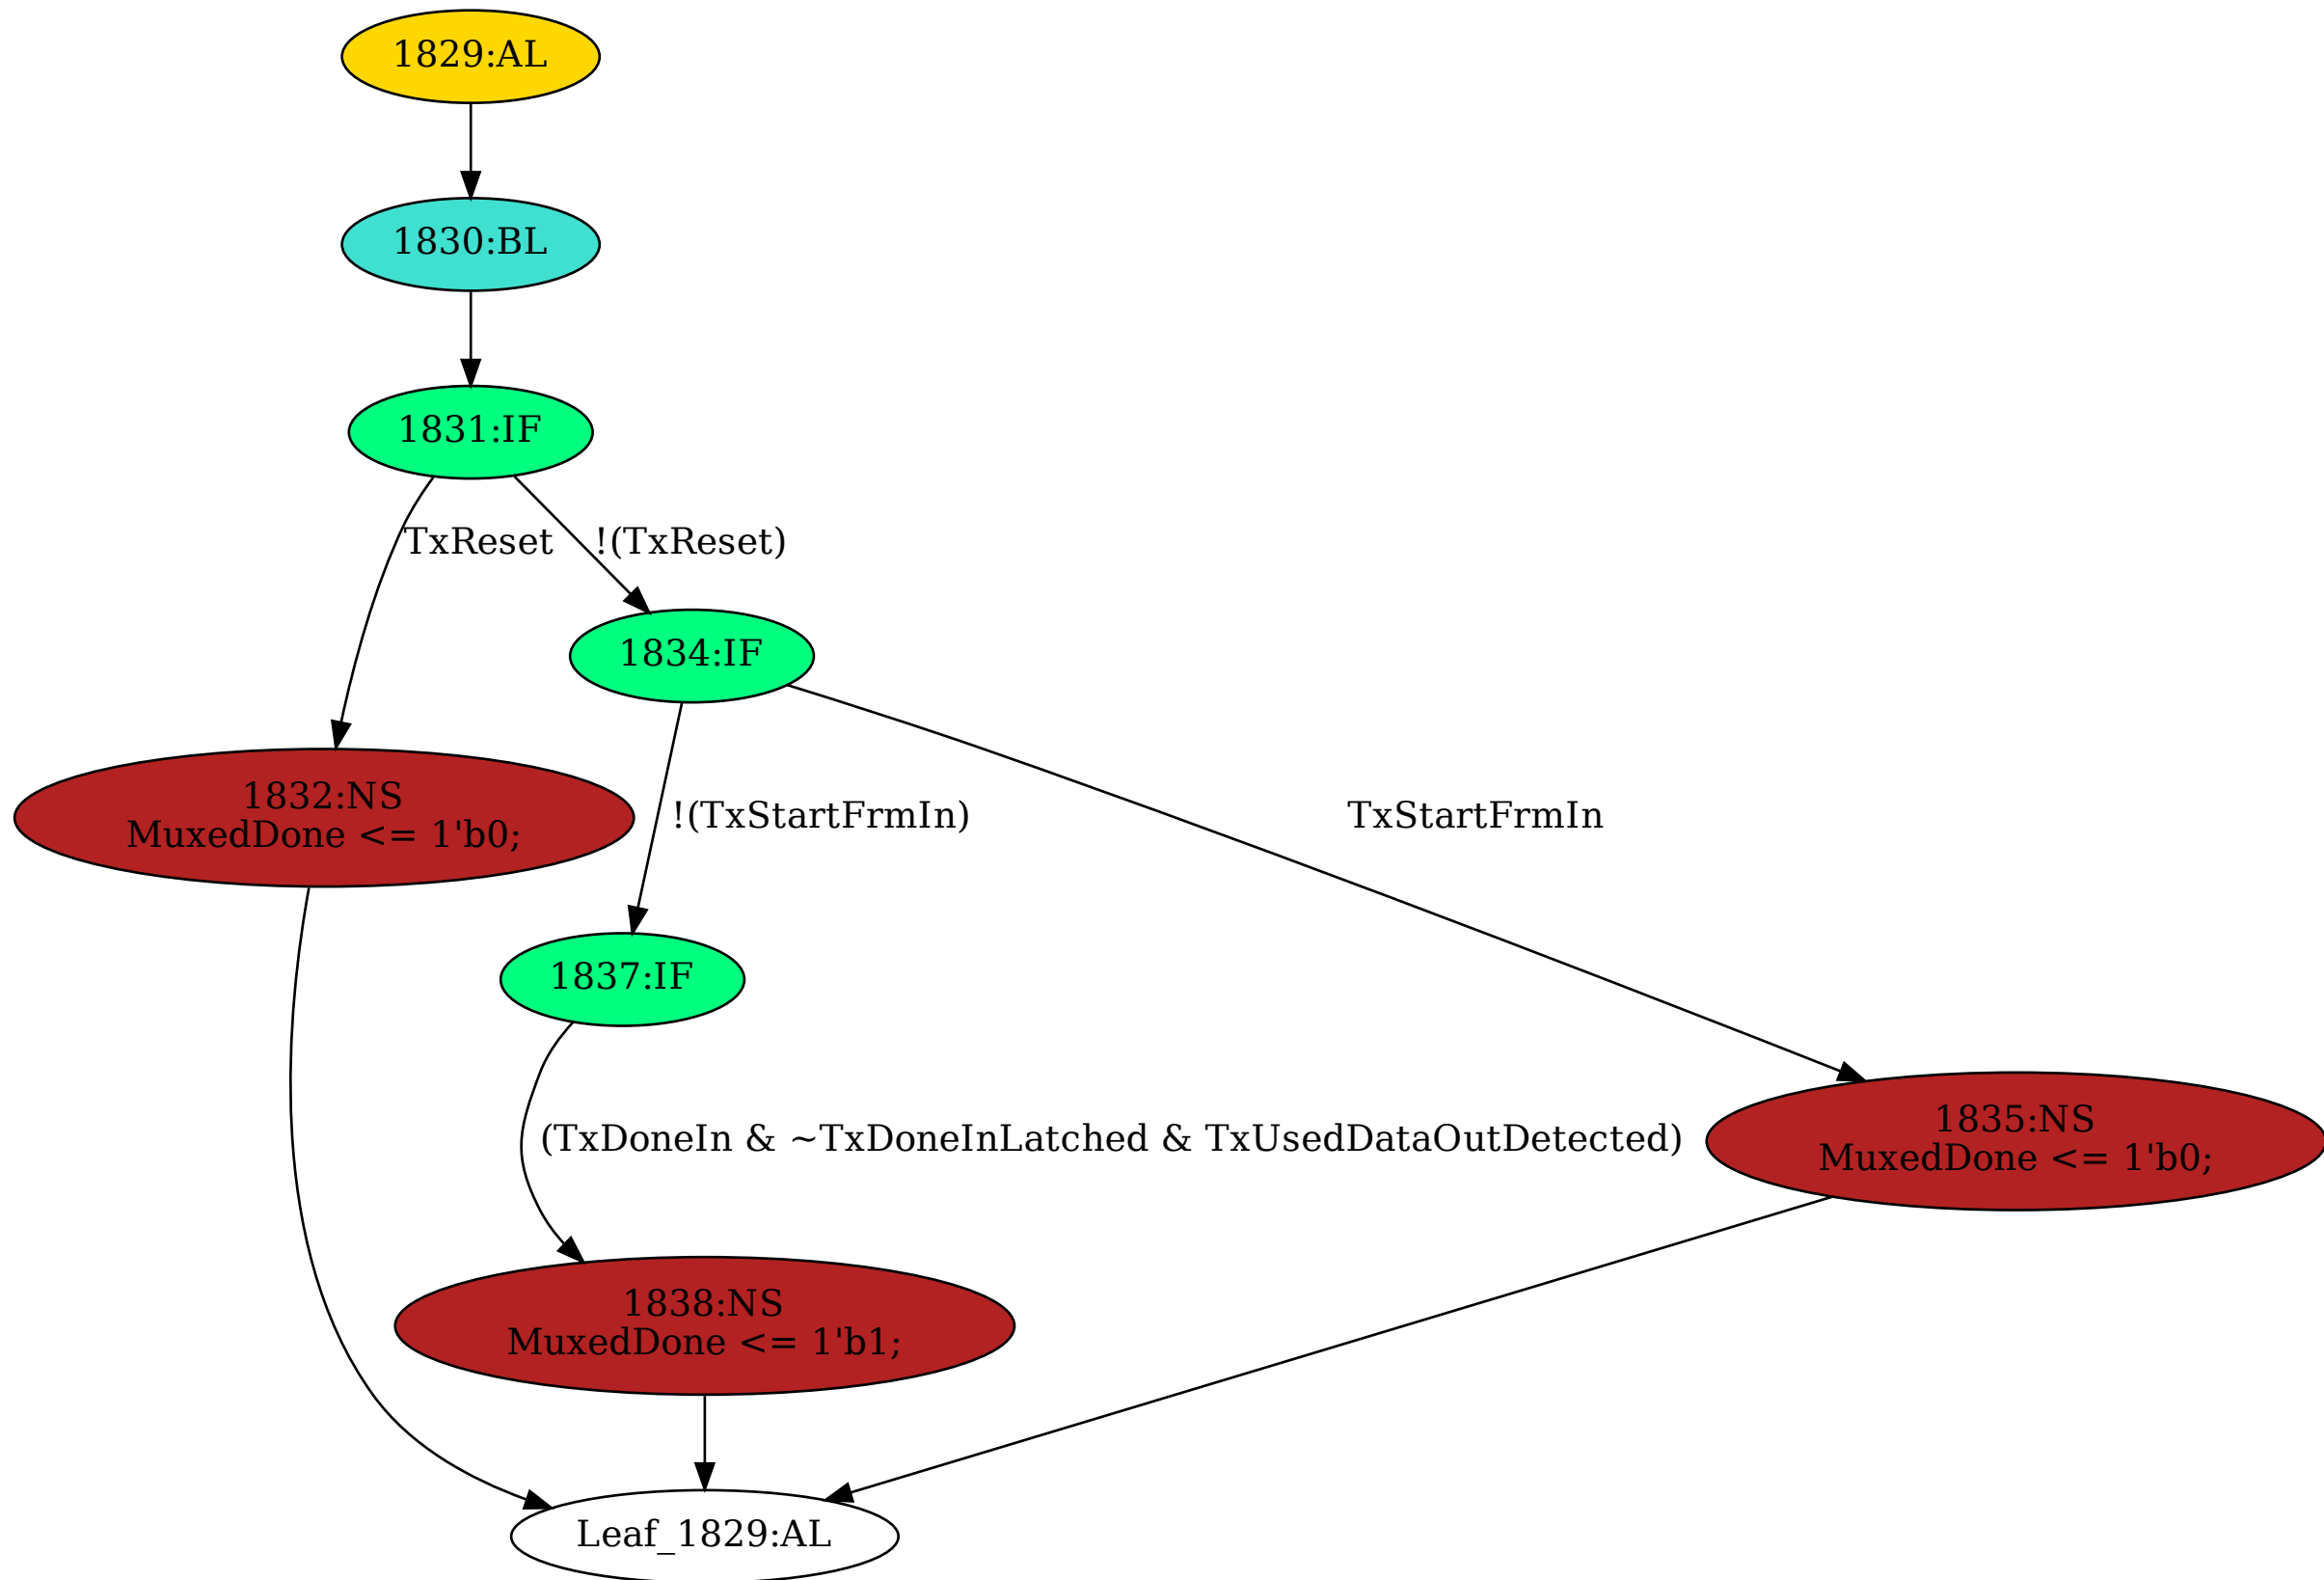 1829:AL
1830:BL
1831:IF
TxReset
!(TxReset)
1834:IF
1832:NS
MuxedDone <= 1'b0;
!(TxStartFrmIn)
TxStartFrmIn
1837:IF
(TxDoneIn & ~TxDoneInLatched & TxUsedDataOutDetected)
1835:NS
MuxedDone <= 1'b0;
1838:NS
MuxedDone <= 1'b1;
Leaf_1829:AL